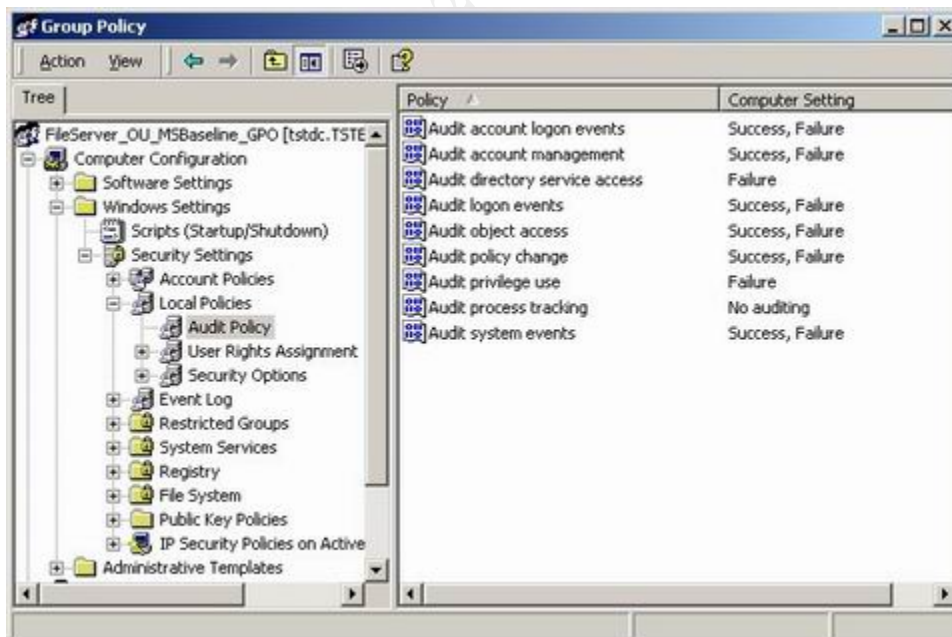 Group Policy
Action View
Tree
Policy Computer Setting
FileServer_OU_MSBaseline_GPO [tstdc.TSTE
Computer Configuration
Software Settings
Windows Settings
Scripts (Startup/Shutdown)
Security Settings
Account Policies
Local Policies
Audit Policy
User Rights Assignment
Security Options
Event Log
Restricted Groups
System Services
Registry
File System
Public Key Policies
IP Security Policies on Active
Administrative Templates
Audit account logon events Success, Failure
Audit account management Success, Failure
Audit directory service access Failure
Audit logon events Success, Failure
Audit object access Success, Failure
Audit policy change Success, Failure
Audit privilege use Failure
Audit process tracking No auditing
Audit system events Success, Failure